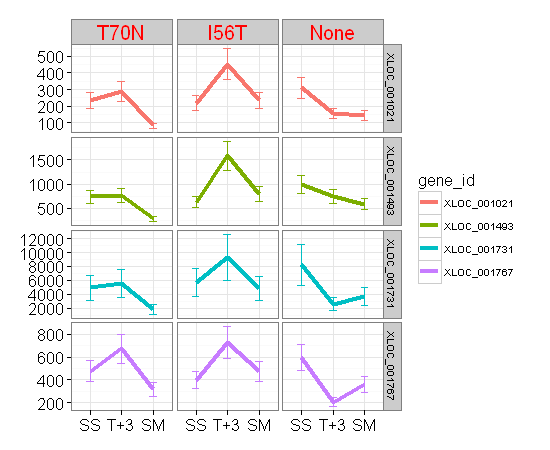 T70N I56T None
500
400
300
200
100
XLOC_001021
1500
1000
500
XLOC_001493
12000
10000
8000
6000
4000
2000
XLOC_001731
800
600
400
200
XLOC_001767
SS T+3 SM SS T+3 SM SS T+3 SM
gene_id
XLOC_001021
XLOC_001493
XLOC_001731
XLOC_001767